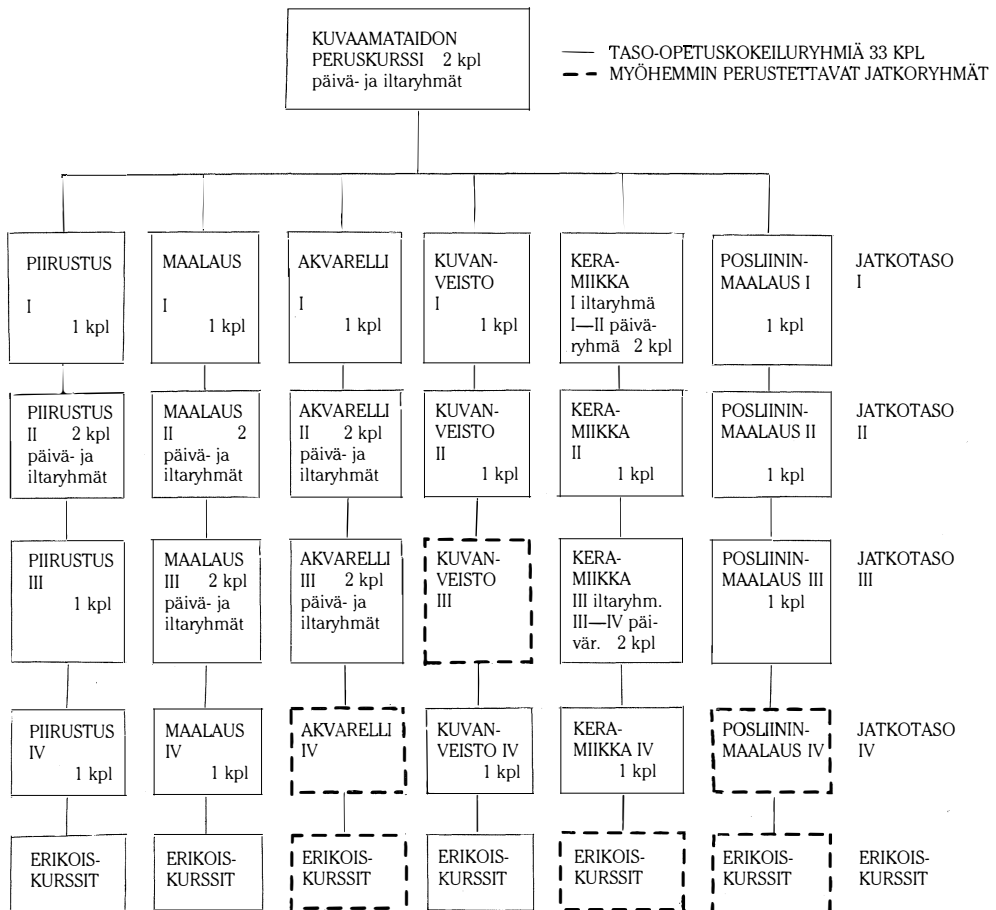 KUVAAMATAIDON
PERUSKURSSI 2 kpl
päivä- ja iltaryhmät
TASO-OPETUSKOKEILURYHMIÄ 33 KPL
MYÖHEMMIN PERUSTETTAVAT JATKORYHMÄT
PIIRUSTUS
I
1 kpl
MAALAUS
I
1 kpl
AKVARELLI
I
1 kpl
KUVAN-
VEISTO
I
1 kpl
KERA-
MIIKKA
I iltaryhmä
I—II päivä-
ryhmä 2 kpl
POSLIININ-
MAALAUS I
1 kpl
JATKOTASO
I
PIIRUSTUS
II 2 kpl
päivä- ja
iltaryhmät
MAALAUS
II 2
päivä- ja
iltaryhmät
AKVARELLI
II 2 kpl
päivä- ja
iltaryhmät
KUVAN-
VEISTO
II
1 kpl
KERA-
MIIKKA
II
1 kpl
POSLIININ-
MAALAUS II
1 kpl
JATKOTASO
II
PIIRUSTUS
III
1 kpl
MAALAUS
III 2 kpl
päivä- ja
iltaryhmät
AKVARELLI
III 2 kpl
päivä- ja
iltaryhmät
KUVAN-
VEISTO
III
KERA-
MIIKKA
III iltaryhm.
III—IV päi-
vär. 2 kpl
POSLIININ-
MAALAUS III
1 kpl
JATKOTASO
III
PIIRUSTUS
IV
1 kpl
MAALAUS
IV
1 kpl
AKVARELLI
IV
KUVAN-
VEISTO IV
1 kpl
KERA-
MIIKKA IV
1 kpl
POSLIININ-
MAALAUS IV
JATKOTASO
IV
ERIKOIS-
KURSSIT
ERIKOIS-
KURSSIT
ERIKOIS-
KURSSIT
ERIKOIS-
KURSSIT
ERIKOIS-
KURSSIT
ERIKOIS-
KURSSIT
ERIKOIS-
KURSSIT